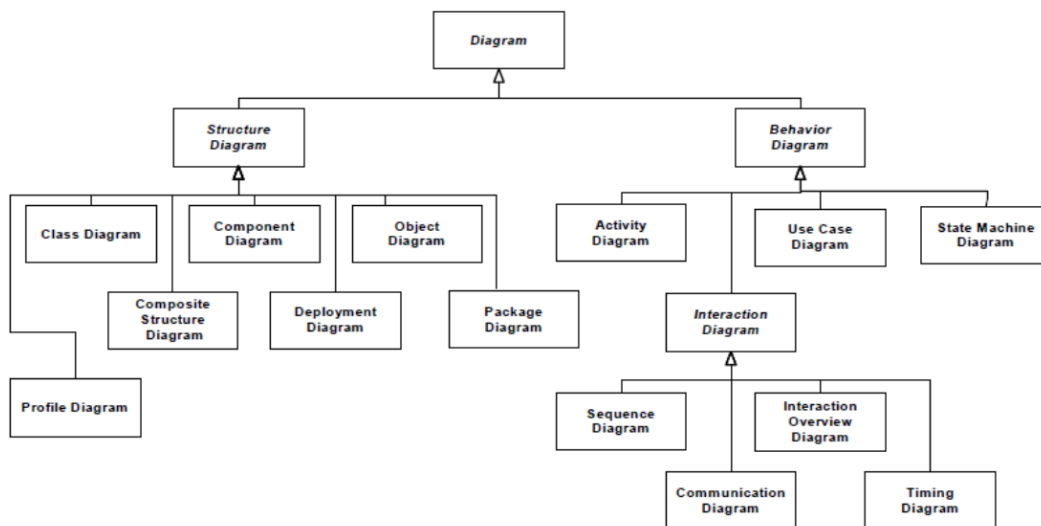 Diagram
Structure
Diagram
Behavior
Diagram
Class Diagram
Component
Diagram
Object
Diagram
Activity
Diagram
Use Case
Diagram
State Machine
Diagram
Composite
Structure
Diagram
Deployment
Diagram
Package
Diagram
Interaction
Diagram
Profile Diagram
Sequence
Diagram
Interaction
Overview
Diagram
Communication
Diagram
Timing
Diagram